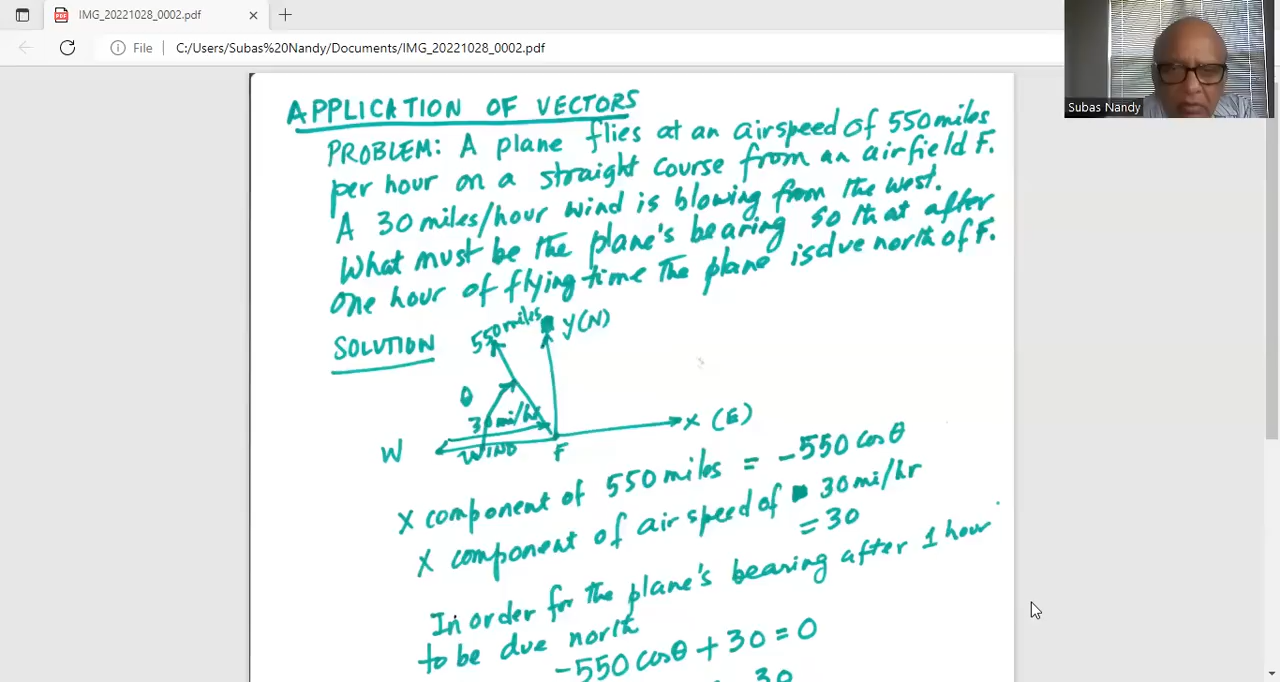 IMG_20221028_0002.pdf
File
C:/Users/Subas%20Nandy/Documents/IMG_20221028_0002.pdf
Subas Nandy
APPLICATION OF VECTORS
PROBLEM: A plane flies at an airspeed of 550 miles
per hour on a straight course from an airfield F.
A 30 miles/hour wind is blowing from the west.
What must be the plane's bearing so that after
one hour of flying time the plane is due north of F.
SOLUTION
550 miles
Y(N)
θ
30 mi/hr
X (E)
W
WIND
F
X component of 550 miles = -550 cos θ
X component of air speed of 30 mi/hr
= 30
In order for the plane's bearing after 1 hour
to be due north
-550 cos θ + 30 = 0
30